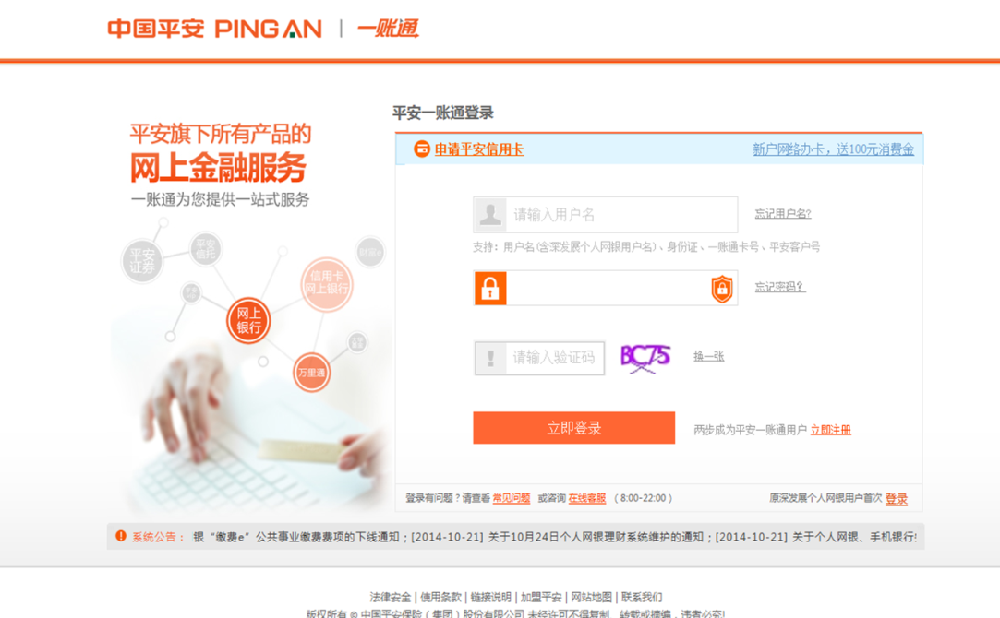 中国平安 PINGAN | 一账通
平安旗下所有产品的
网上金融服务
一账通为您提供一站式服务
平安
证券
平安
信托
财富e
信用卡
网上银行
网上
银行
万里通
平安一账通登录
申请平安信用卡
新户网络办卡，送100元消费金
请输入用户名
忘记用户名?
支持：用户名(含深发展个人网银用户名)、身份证、一账通卡号、平安客户号
忘记密码?
请输入验证码
BC75
换一张
立即登录
两步成为平安一账通用户 立即注册
登录有问题？请查看 常见问题 或咨询 在线客服 （8:00-22:00）
原深发展个人网银用户首次 登录
系统公告： 银“缴费e”公共事业缴费费项的下线通知；[2014-10-21] 关于10月24日个人网银理财系统维护的通知；[2014-10-21] 关于个人网银、手机银行
法律安全 | 使用条款 | 链接说明 | 加盟平安 | 网站地图 | 联系我们
版权所有 © 中国平安保险（集团）股份有限公司 未经许可不得复制、转载或摘编，违者必究!